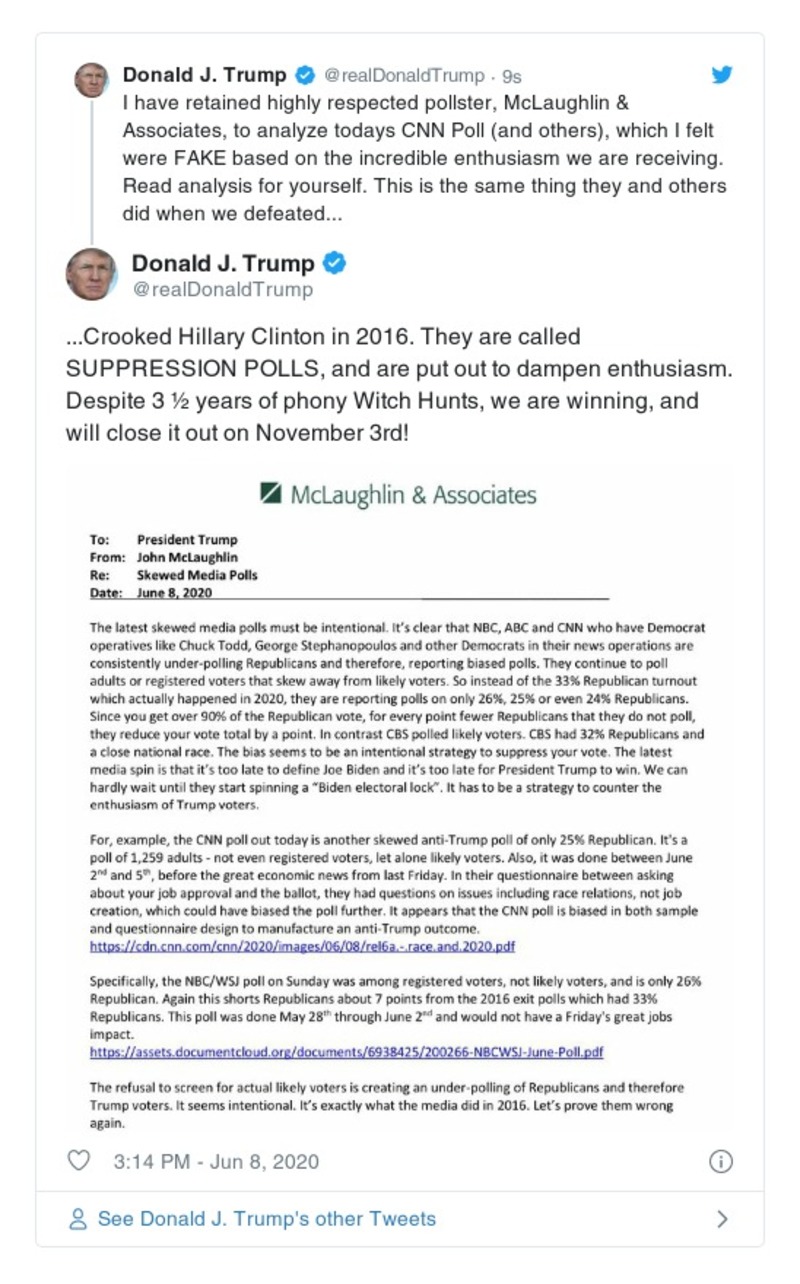 Donald J. Trump @realDonaldTrump · 9s
I have retained highly respected pollster, McLaughlin &
Associates, to analyze todays CNN Poll (and others), which I felt
were FAKE based on the incredible enthusiasm we are receiving.
Read analysis for yourself. This is the same thing they and others
did when we defeated...
Donald J. Trump
@realDonaldTrump
...Crooked Hillary Clinton in 2016. They are called
SUPPRESSION POLLS, and are put out to dampen enthusiasm.
Despite 3 ½ years of phony Witch Hunts, we are winning, and
will close it out on November 3rd!
McLaughlin & Associates
To: President Trump
From: John McLaughlin
Re: Skewed Media Polls
Date: June 8, 2020
The latest skewed media polls must be intentional. It's clear that NBC, ABC and CNN who have Democrat
operatives like Chuck Todd, George Stephanopoulos and other Democrats in their news operations are
consistently under-polling Republicans and therefore, reporting biased polls. They continue to poll
adults or registered voters that skew away from likely voters. So instead of the 33% Republican turnout
which actually happened in 2020, they are reporting polls on only 26%, 25% or even 24% Republicans.
Since you get over 90% of the Republican vote, for every point fewer Republicans that they do not poll,
they reduce your vote total by a point. In contrast CBS polled likely voters. CBS had 32% Republicans and
a close national race. The bias seems to be an intentional strategy to suppress your vote. The latest
media spin is that it's too late to define Joe Biden and it's too late for President Trump to win. We can
hardly wait until they start spinning a "Biden electoral lock". It has to be a strategy to counter the
enthusiasm of Trump voters.
For, example, the CNN poll out today is another skewed anti-Trump poll of only 25% Republican. It's a
poll of 1,259 adults - not even registered voters, let alone likely voters. Also, it was done between June
2nd and 5th, before the great economic news from last Friday. In their questionnaire between asking
about your job approval and the ballot, they had questions on issues including race relations, not job
creation, which could have biased the poll further. It appears that the CNN poll is biased in both sample
and questionnaire design to manufacture an anti-Trump outcome.
https://cdn.cnn.com/cnn/2020/images/06/08/rel6a.-.race.and.2020.pdf
Specifically, the NBC/WSJ poll on Sunday was among registered voters, not likely voters, and is only 26%
Republican. Again this shorts Republicans about 7 points from the 2016 exit polls which had 33%
Republicans. This poll was done May 28th through June 2nd and would not have a Friday's great jobs
impact.
https://assets.documentcloud.org/documents/6938425/200266-NBCWSJ-June-Poll.pdf
The refusal to screen for actual likely voters is creating an under-polling of Republicans and therefore
Trump voters. It seems intentional. It's exactly what the media did in 2016. Let's prove them wrong
again.
3:14 PM - Jun 8, 2020
See Donald J. Trump's other Tweets